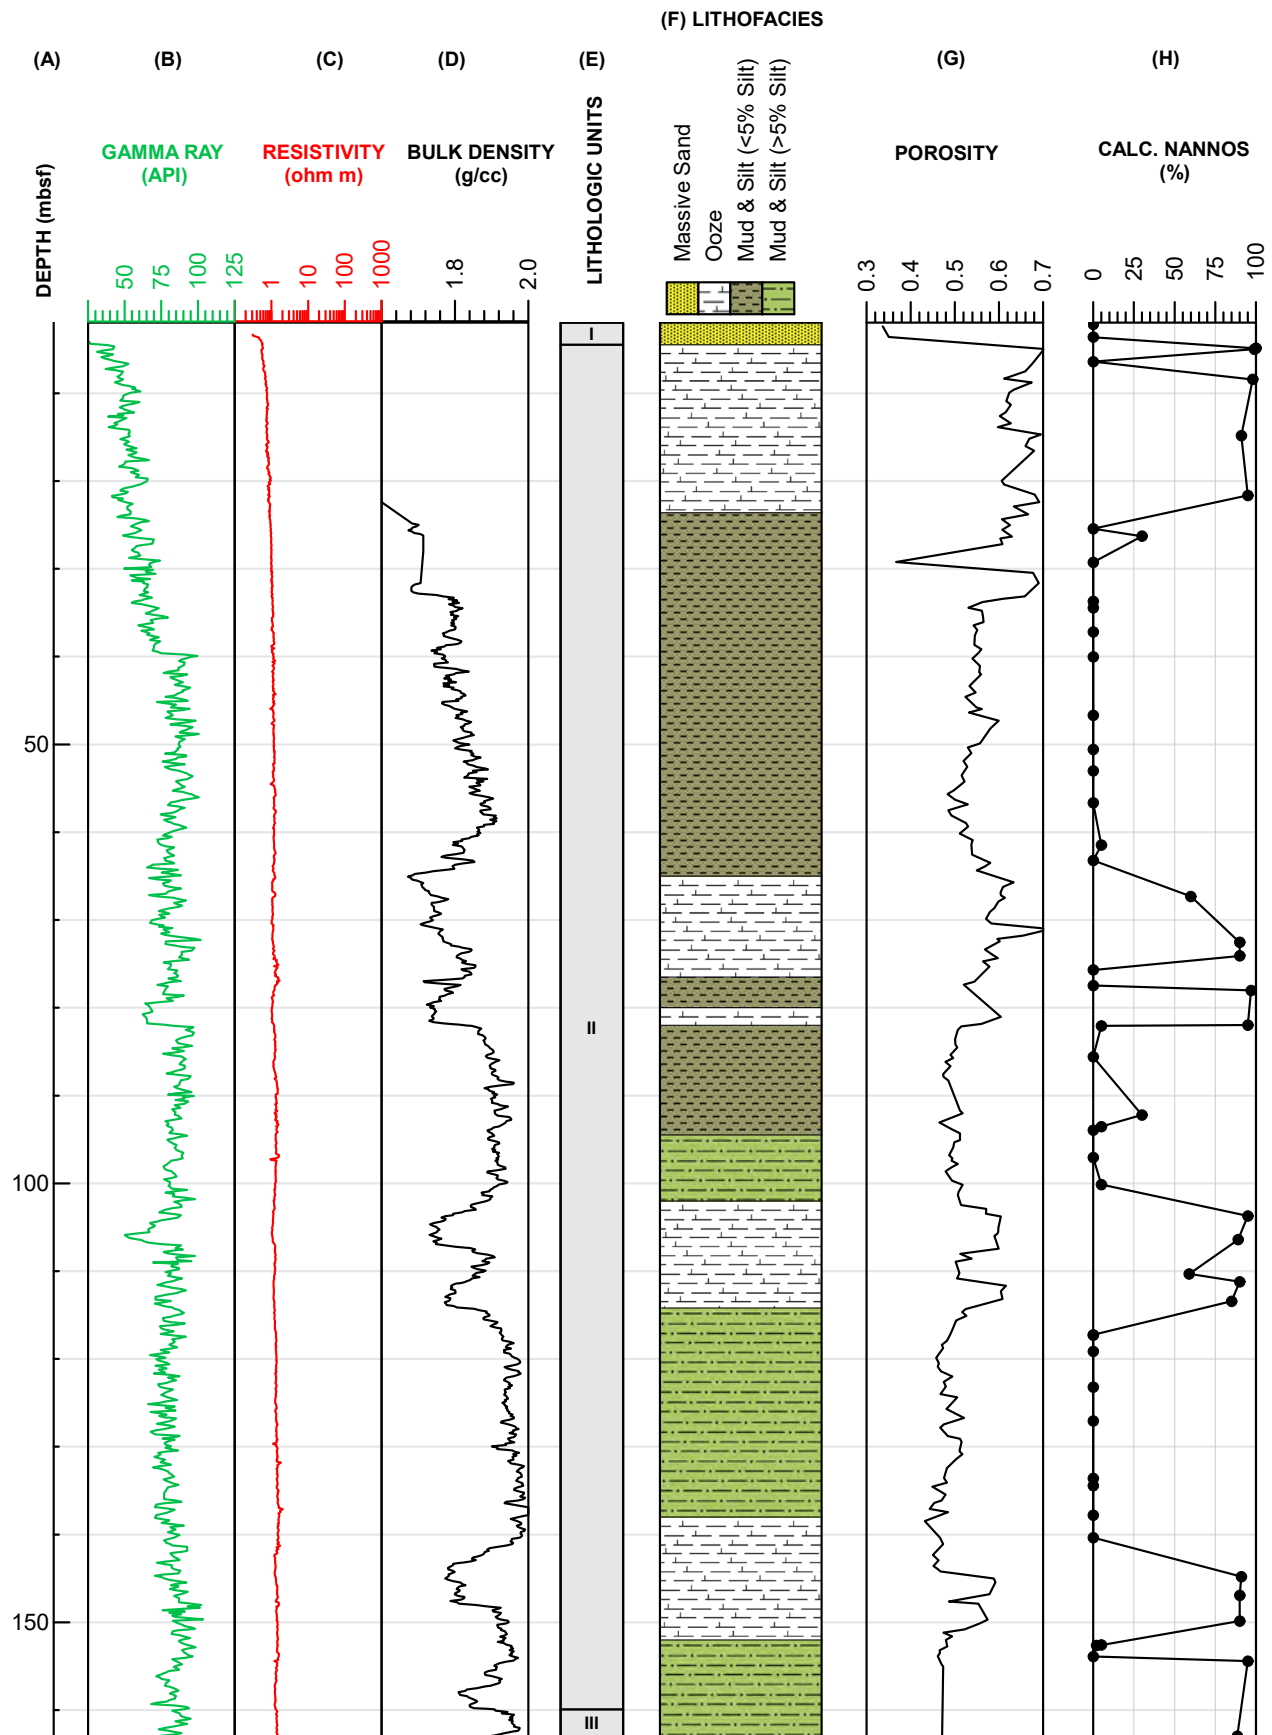 (F) LITHOFACIES
(A)
(B)
(C)
(D)
(E)
(G)
(H)
DEPTH (mbsf)
GAMMA RAY
(API)
RESISTIVITY
(ohm m)
BULK DENSITY
(g/cc)
LITHOLOGIC UNITS
Massive Sand
Ooze
Mud & Silt (<5% Silt)
Mud & Silt (>5% Silt)
POROSITY
CALC. NANNOS
(%)
50 75 100 125
1 10 100 1000
1.8 2.0
0.3 0.4 0.5 0.6 0.7
0 25 50 75 100
I
50
II
100
150
III